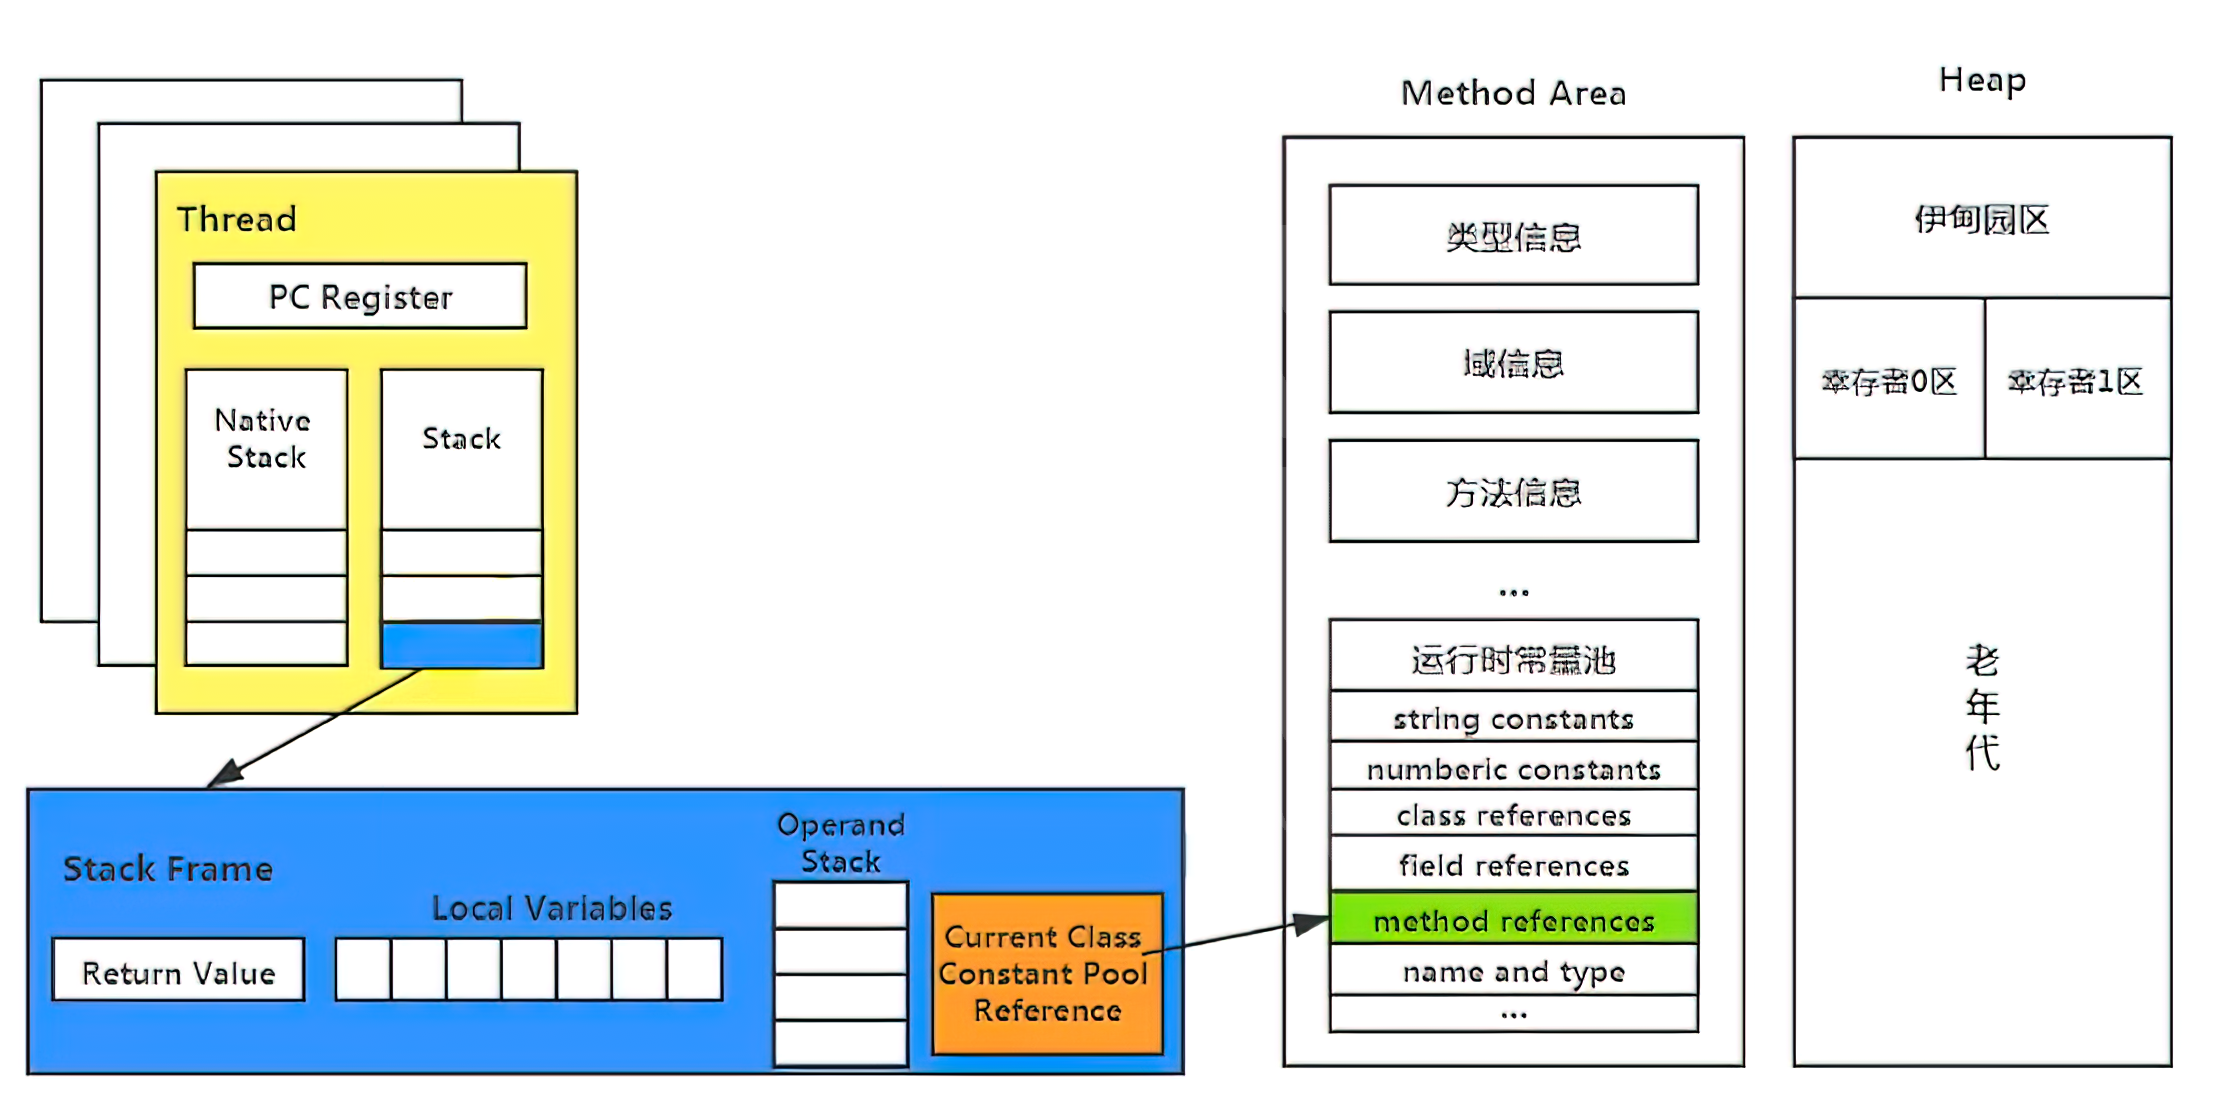 Thread
PC Register
Native
Stack
Stack
Stack Frame
Return Value
Local Variables
Operand
Stack
Current Class
Constant Pool
Reference
Method Area
类型信息
域信息
方法信息
...
运行时常量池
string constants
numberic constants
class references
field references
method references
name and type
...
Heap
伊甸园区
幸存者0区
幸存者1区
老
年
代